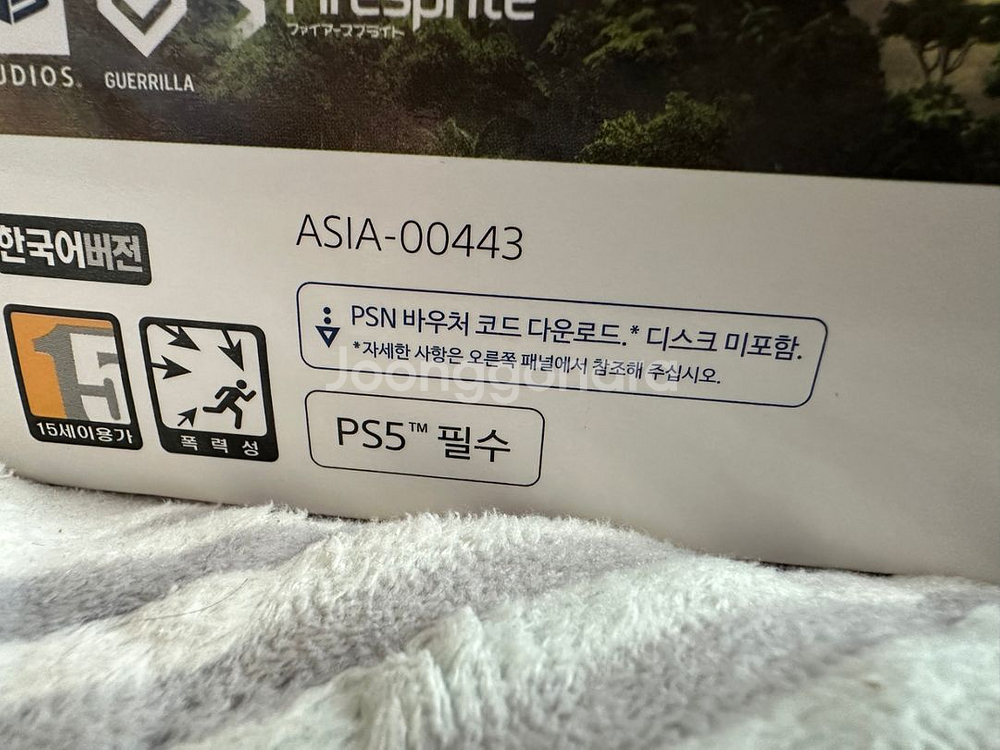 Firesprite
ファイアースプライト
UDIOS.
GUERRILLA
한국어버전
ASIA-00443
PSN 바우처 코드 다운로드.* 디스크 미포함.
*자세한 사항은 오른쪽 패널에서 참조해 주십시오.
Joonggonara
15
15세이용가
폭력성
PS5™ 필수